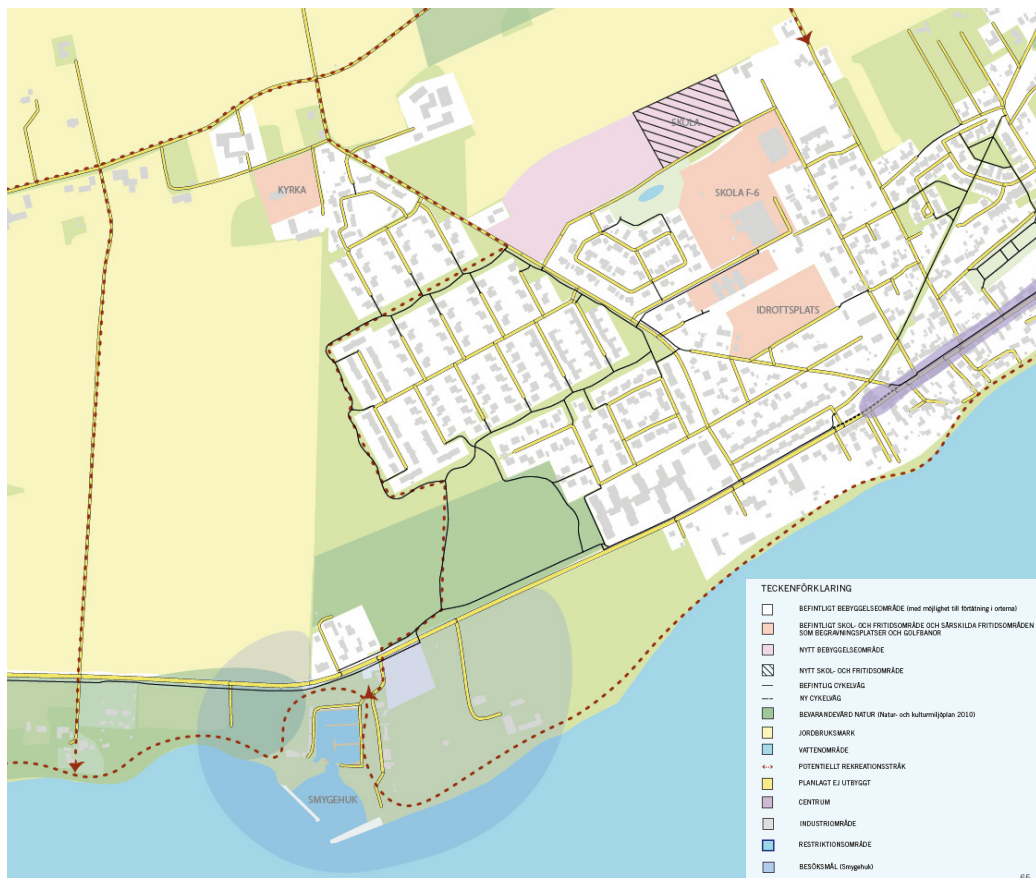 SKOLA
KYRKA
SKOLA F-6
IDROTTSPLATS
SMYGEHUK
TECKENFÖRKLARING
BEFINTLIGT BEBYGGELSEOMRÅDE (med möjlighet till förtätning i orterna)
BEFINTLIGT SKOL- OCH FRITIDSOMRÅDE OCH SÄRSKILDA FRITIDSOMRÅDEN
SOM BEGRAVNINGSPLATSER OCH GOLFBANOR
NYTT BEBYGGELSEOMRÅDE
NYTT SKOL- OCH FRITIDSOMRÅDE
BEFINTLIG CYKELVÄG
NY CYKELVÄG
BEVARANDEVÄRD NATUR (Natur- och kulturmiljöplan 2010)
JORDBRUKSMARK
VATTENOMRÅDE
POTENTIELLT REKREATIONSSTRÅK
PLANLAGT EJ UTBYGGT
CENTRUM
INDUSTRIOMRÅDE
RESTRIKTIONSOMRÅDE
BESÖKSMÅL (Smygehuk)
65